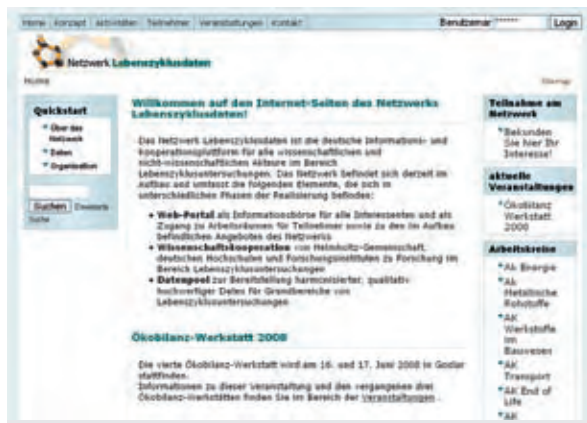 Home Konzept Aktivitäten Teilnehmer Veranstaltungen Kontakt Benutzername ****** Login
Netzwerk Lebenszyklusdaten
Home
Sitemap
Quickstart
Über das
Netzwerk
Daten
Organisation
Suchen Erweiterte
Suche
Willkommen auf den Internet-Seiten des Netzwerks
Lebenszyklusdaten!
Das Netzwerk Lebenszyklusdaten ist die deutsche Informations- und
Kooperationsplattform für alle wissenschaftlichen und
nicht-wissenschaftlichen Akteure im Bereich
Lebenszyklusuntersuchungen. Das Netzwerk befindet sich derzeit im
Aufbau und umfasst die folgenden Elemente, die sich in
unterschiedlichen Phasen der Realisierung befinden:
• Web-Portal als Informationsbörse für alle Interessenten und als
Zugang zu Arbeitsräumen für Teilnehmer sowie zu den im Aufbau
befindlichen Angeboten des Netzwerks
• Wissenschaftskooperation von Helmholtz-Gemeinschaft,
deutschen Hochschulen und Forschungsinstituten zu Forschung im
Bereich Lebenszyklusuntersuchungen
• Datenpool zur Bereitstellung harmonisierter, qualitativ
hochwertiger Daten für Grundbereiche von
Lebenszyklusuntersuchungen
Ökobilanz-Werkstatt 2008
Die vierte Ökobilanz-Werkstatt wird am 16. und 17. Juni 2008 in Goslar
stattfinden.
Informationen zu dieser Veranstaltung und den vergangenen drei
Ökobilanz-Werkstätten finden Sie im Bereich der Veranstaltungen.
Teilnahme am
Netzwerk
Bekunden
Sie hier Ihr
Interesse!
aktuelle
Veranstaltungen
Ökobilanz
Werkstatt
2008
Arbeitskreise
AK Energie
AK
Metallische
Rohstoffe
AK
Werkstoffe
im
Bauwesen
AK
Transport
AK End of
Life
AK